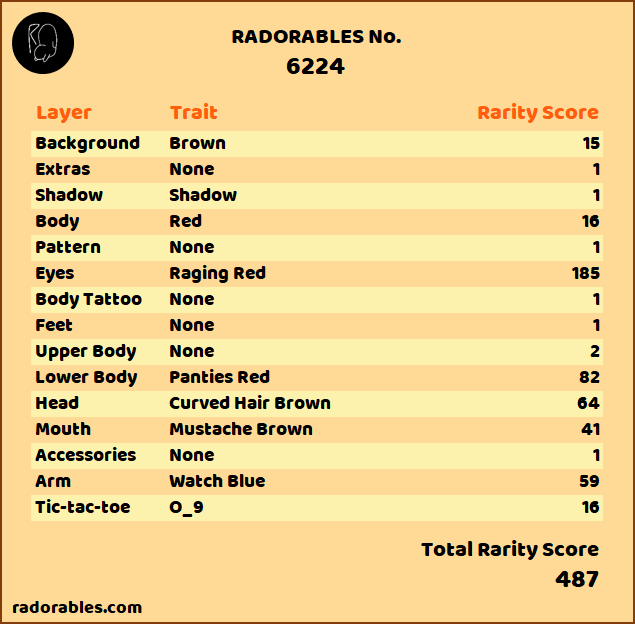 RADORABLES No.
6224
Layer Trait Rarity Score
Background Brown 15
Extras None 1
Shadow Shadow 1
Body Red 16
Pattern None 1
Eyes Raging Red 185
Body Tattoo None 1
Feet None 1
Upper Body None 2
Lower Body Panties Red 82
Head Curved Hair Brown 64
Mouth Mustache Brown 41
Accessories None 1
Arm Watch Blue 59
Tic-tac-toe O_9 16
Total Rarity Score
487
radorables.com